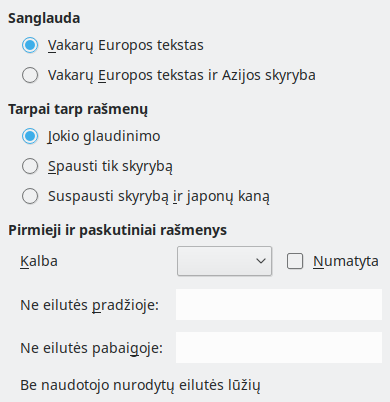 Sanglauda
Vakarų Europos tekstas
Vakarų Europos tekstas ir Azijos skyryba
Tarpai tarp rašmenų
Jokio glaudinimo
Spausti tik skyrybą
Suspausti skyrybą ir japonų kaną
Pirmieji ir paskutiniai rašmenys
Kalba
Numatyta
Ne eilutės pradžioje:
Ne eilutės pabaigoje:
Be naudotojo nurodytų eilutės lūžių